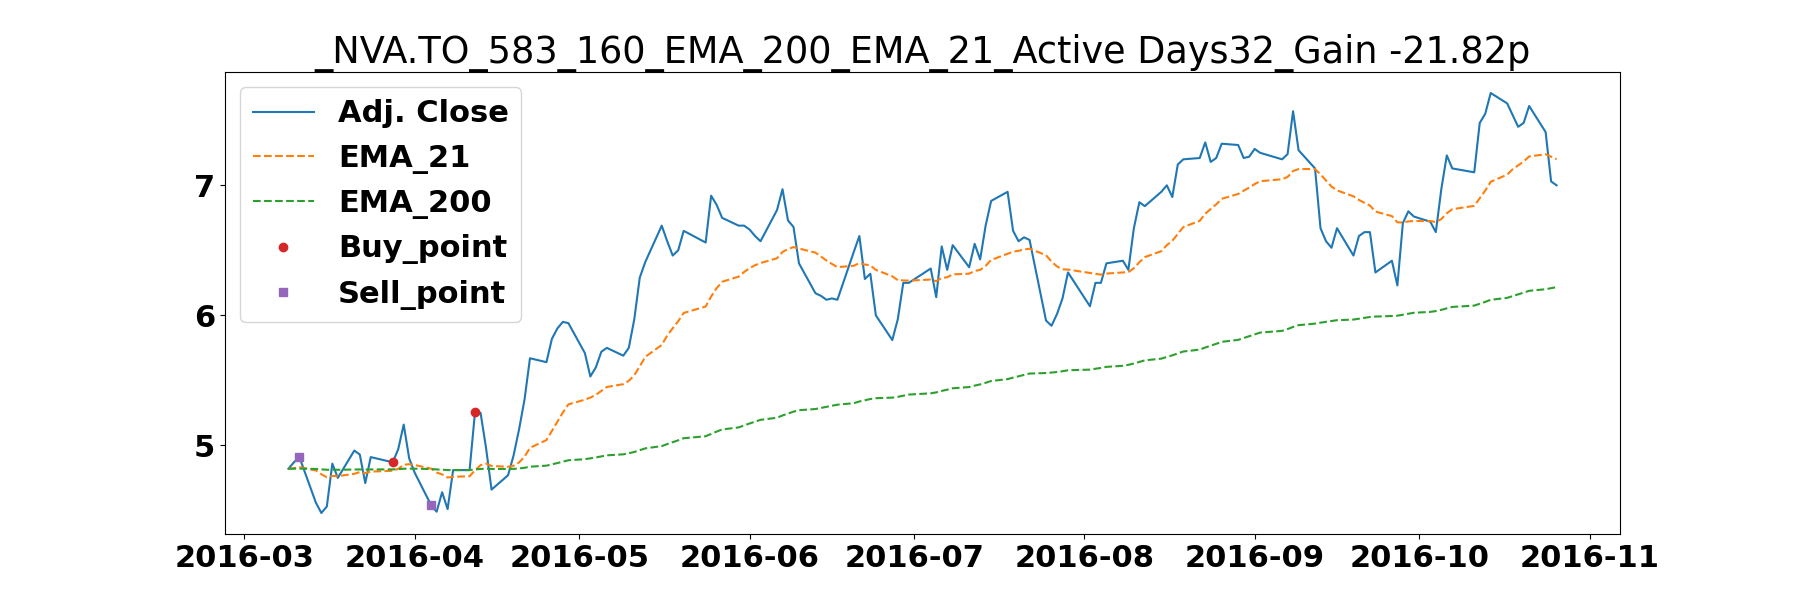 _NVA.TO_583_160_EMA_200_EMA_21_Active Days32_Gain -21.82p
Adj. Close
EMA_21
EMA_200
Buy_point
Sell_point
7
6
5
2016-03 2016-04 2016-05 2016-06 2016-07 2016-08 2016-09 2016-10 2016-11